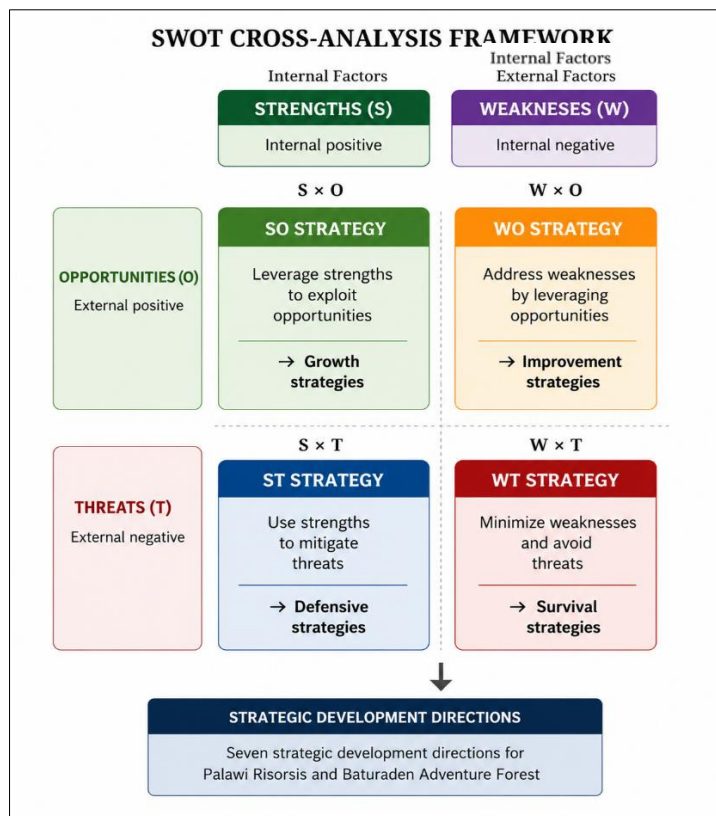 SWOT CROSS-ANALYSIS FRAMEWORK
Internal Factors
Internal Factors
External Factors
STRENGTHS (S)
Internal positive
WEAKNESES (W)
Internal negative
S × O
W × O
OPPORTUNITIES (O)
External positive
SO STRATEGY
Leverage strengths
to exploit
opportunities
→ Growth
strategies
WO STRATEGY
Address weaknesses
by leveraging
opportunities
→ Improvement
strategies
S × T
W × T
THREATS (T)
External negative
ST STRATEGY
Use strengths
to mitigate
threats
→ Defensive
strategies
WT STRATEGY
Minimize weaknesses
and avoid
threats
→ Survival
strategies
STRATEGIC DEVELOPMENT DIRECTIONS
Seven strategic development directions for
Palawi Risorsis and Baturaden Adventure Forest